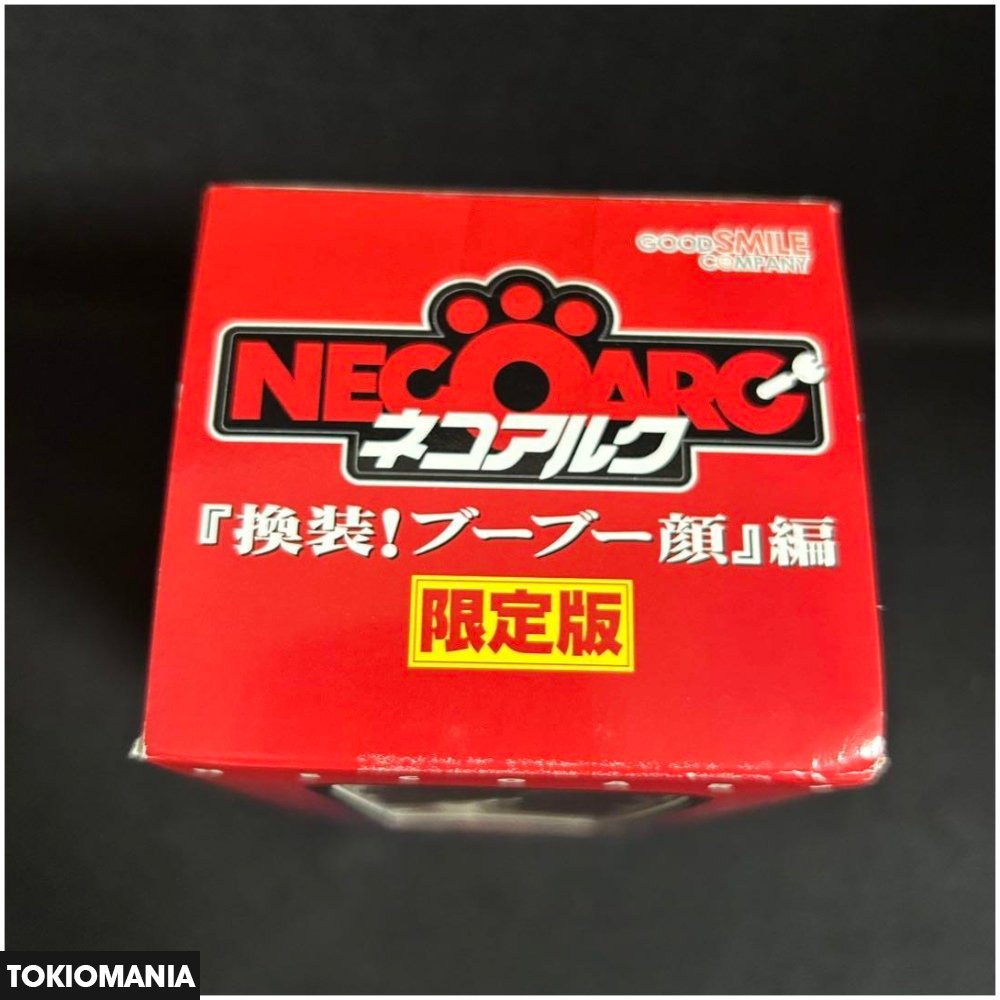 GOOD SMILE
COMPANY
NECOARC
ネコアルク
『換装!ブーブー顔』編
限定版
TOKIOMANIA